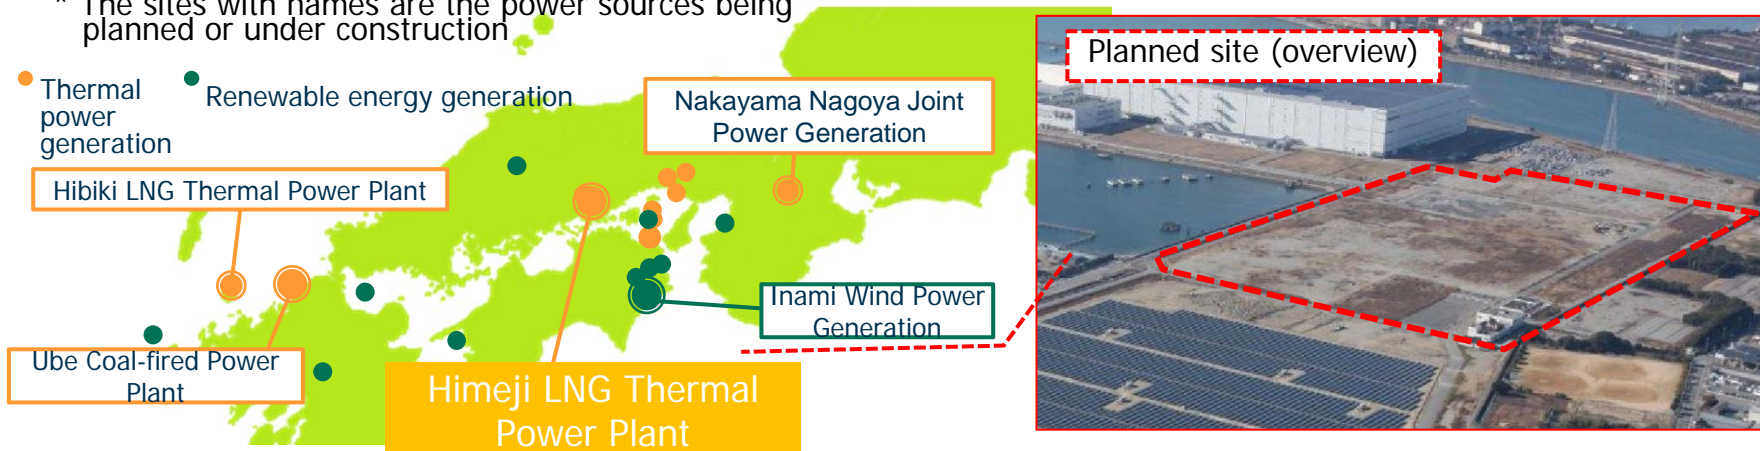 * The sites with names are the power sources being
planned or under construction
Thermal
power
generation
Renewable energy generation
Nakayama Nagoya Joint
Power Generation
Hibiki LNG Thermal Power Plant
Inami Wind Power
Generation
Ube Coal-fired Power
Plant
Himeji LNG Thermal
Power Plant
Planned site (overview)